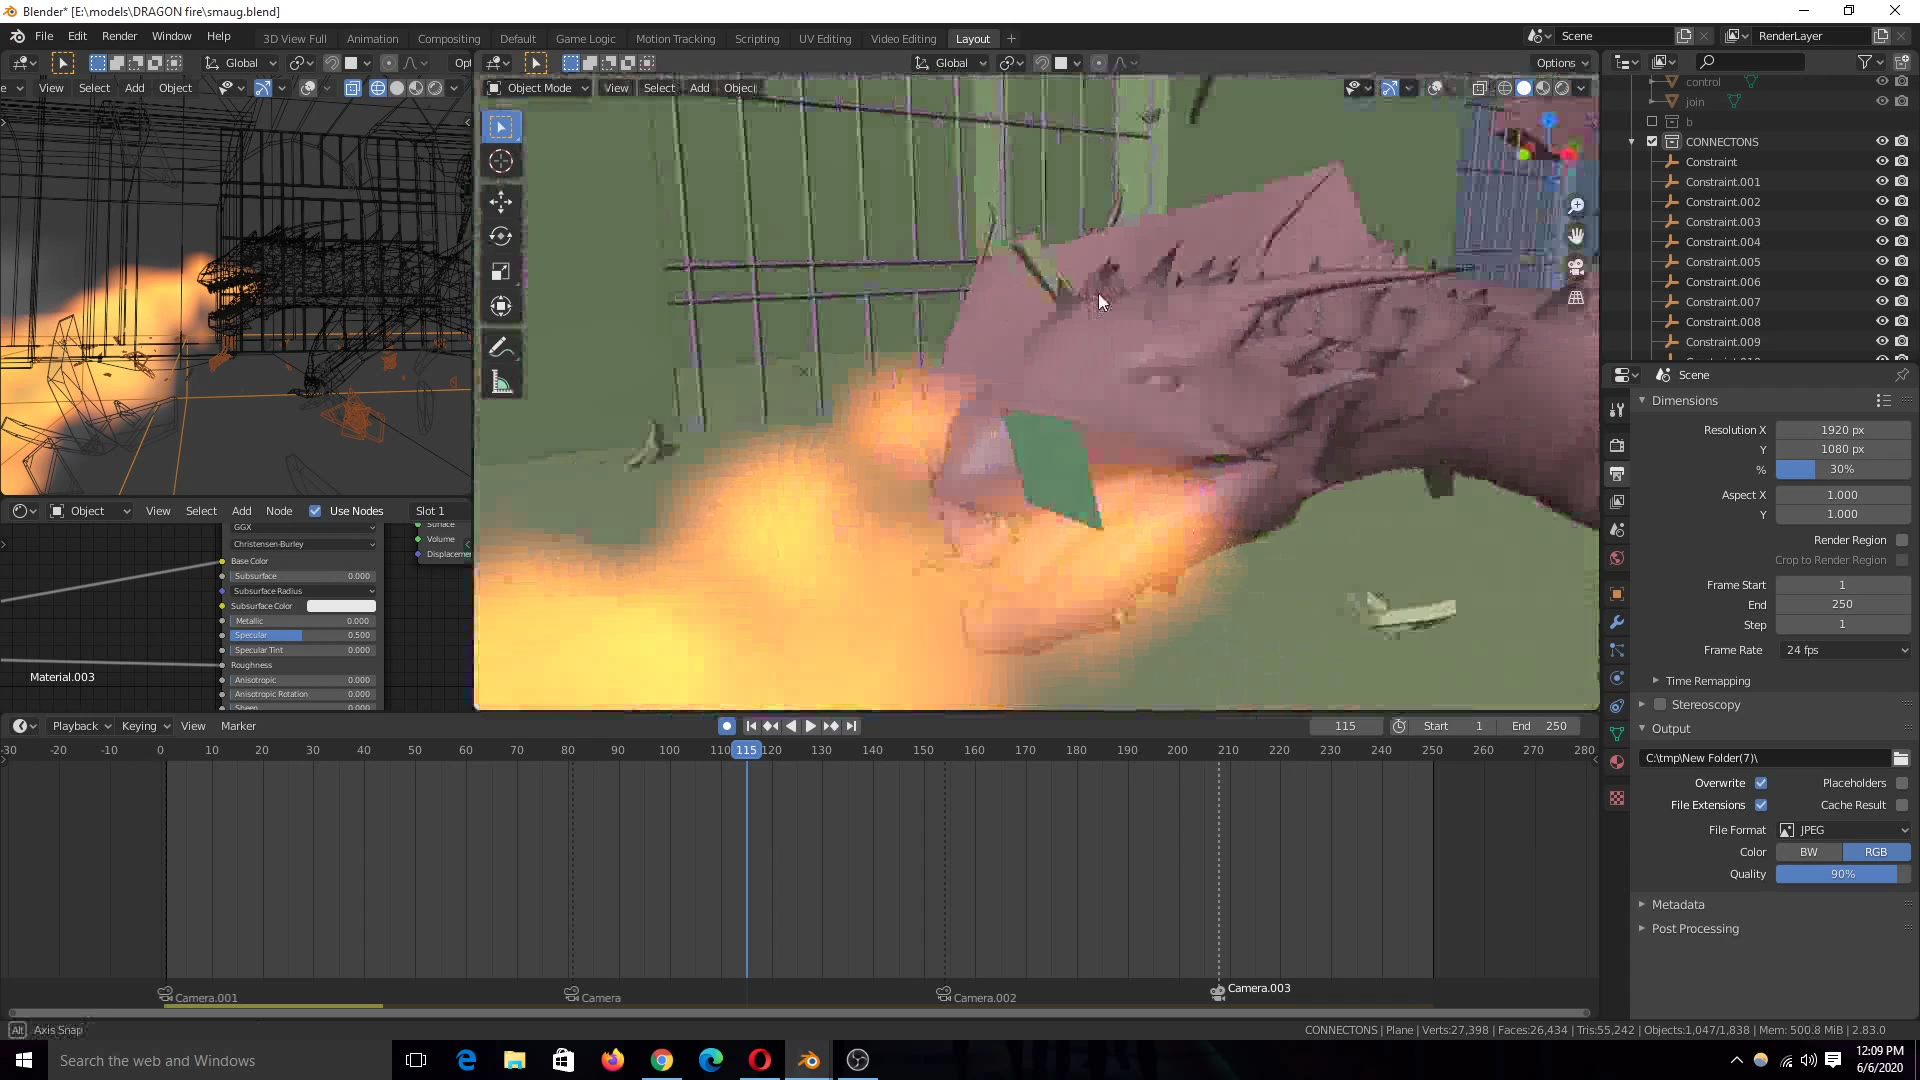 Blender* [E:\models\DRAGON fire\smaug.blend]
File Edit Render Window Help
3D View Full Animation Compositing Default Game Logic Motion Tracking Scripting UV Editing Video Editing Layout
Scene
RenderLayer
Global
Global
Options
View Select Add Object
Object Mode View Select Add Object
control
join
b
CONNECTONS
Constraint
Constraint.001
Constraint.002
Constraint.003
Constraint.004
Constraint.005
Constraint.006
Constraint.007
Constraint.008
Constraint.009
Scene
Dimensions
Resolution X 1920 px
Y 1080 px
% 30%
Aspect X 1.000
Y 1.000
Render Region
Crop to Render Region
Frame Start 1
End 250
Step 1
Frame Rate 24 fps
Time Remapping
Stereoscopy
Output
C:\tmp\New Folder(7)\
Overwrite Placeholders
File Extensions Cache Result
File Format JPEG
Color BW RGB
Quality 90%
Metadata
Post Processing
Object View Select Add Node Use Nodes Slot 1
GGX
Christensen-Burley
Base Color
Subsurface 0.000
Subsurface Radius
Subsurface Color
Metallic 0.000
Specular 0.500
Specular Tint 0.000
Roughness
Anisotropic 0.000
Anisotropic Rotation 0.000
Sheen 0.000
Surface
Volume
Displaceme
Material.003
Playback Keying View Marker
115 Start 1 End 250
-30 -20 -10 0 10 20 30 40 50 60 70 80 90 100 110 115 120 130 140 150 160 170 180 190 200 210 220 230 240 250 260 270 280
Camera.001 Camera Camera.002 Camera.003
Alt Axis Snap
CONNECTONS | Plane | Verts:27,398 | Faces:26,434 | Tris:55,242 | Objects:1,047/1,838 | Mem: 500.8 MiB | 2.83.0
Search the web and Windows
12:09 PM
6/6/2020